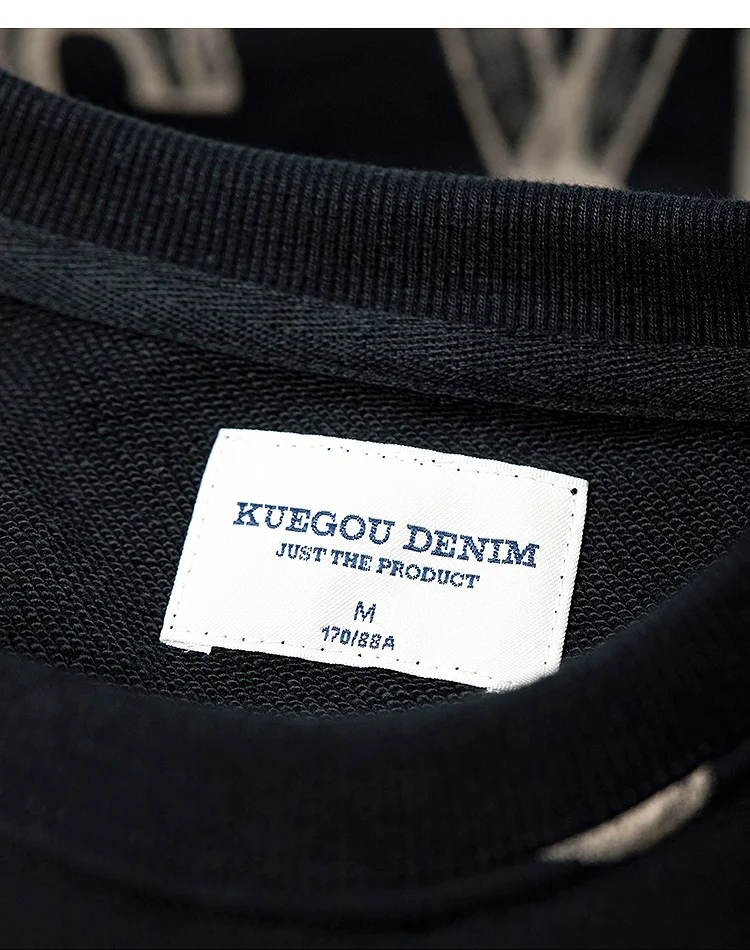 KUEGOU DENIM
JUST THE PRODUCT
M
170/88A